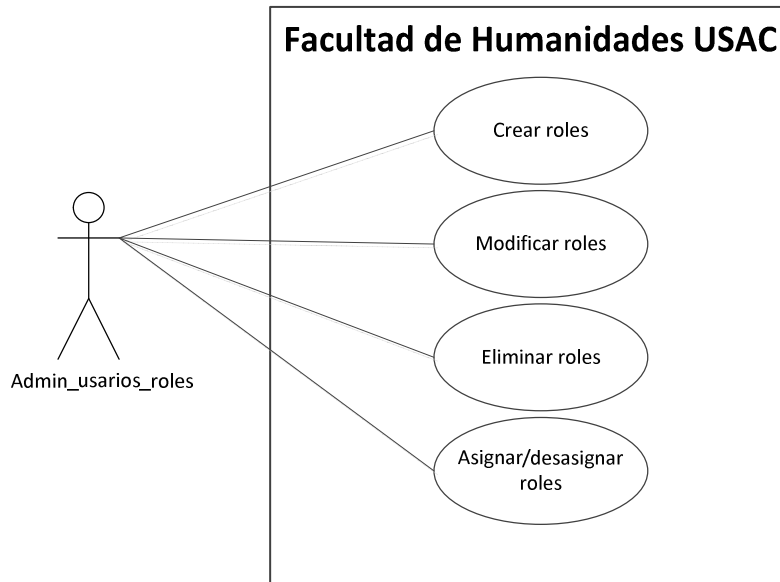 Facultad de Humanidades USAC
Crear roles
Modificar roles
Eliminar roles
Admin_usarios_roles
Asignar/desasignar
roles